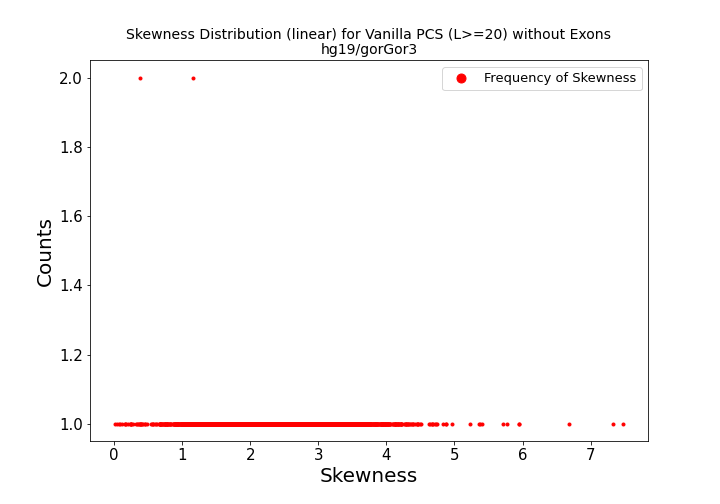 Skewness Distribution (linear) for Vanilla PCS (L>=20) without Exons
hg19/gorGor3
Frequency of Skewness
2.0
1.8
1.6
1.4
1.2
1.0
Counts
0 1 2 3 4 5 6 7
Skewness